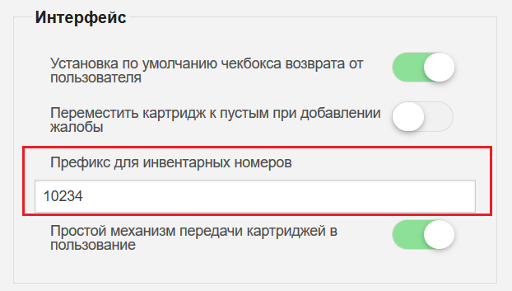 Интерфейс
Установка по умолчанию чекбокса возврата от
пользователя
Переместить картридж к пустым при добавлении
жалобы
Префикс для инвентарных номеров
10234
Простой механизм передачи картриджей в
пользование